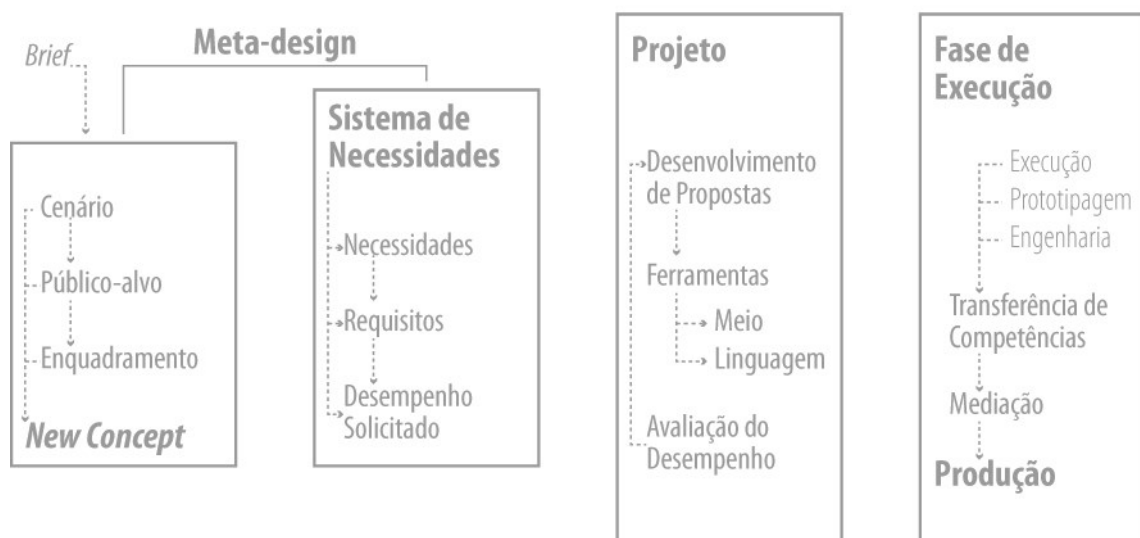 Brief
Meta-design
Cenário
Público-alvo
Enquadramento
New Concept
Sistema de
Necessidades
Necessidades
Requisitos
Desempenho
Solicitado
Projeto
Desenvolvimento
de Propostas
Ferramentas
Meio
Linguagem
Avaliação do
Desempenho
Fase de
Execução
Execução
Prototipagem
Engenharia
Transferência de
Competências
Mediação
Produção